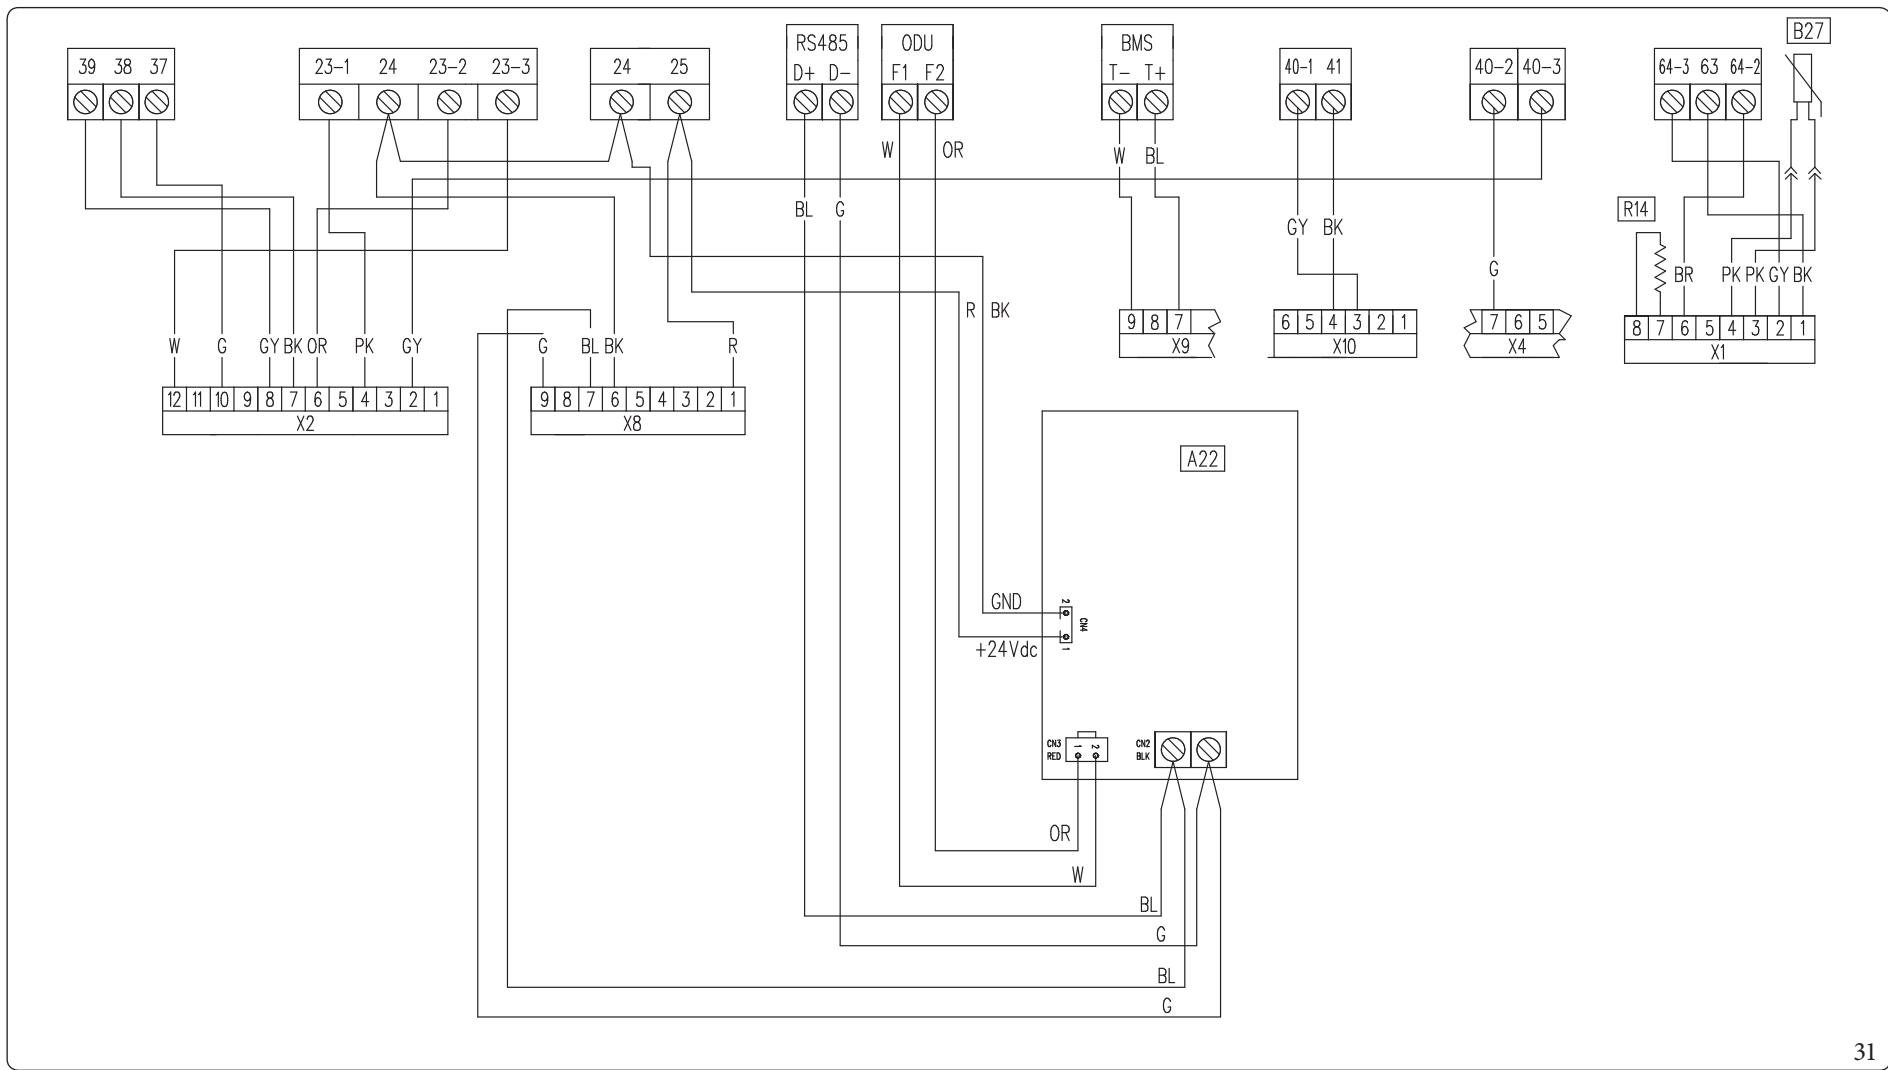 B27
RS485 ODU BMS
39 38 37 23-1 24 23-2 23-3 24 25 D+ D- F1 F2 T- T+ 40-1 41 40-2 40-3 64-3 63 64-2
W OR W BL
BL G R14
GY BK
G BR PK PK GY BK
R BK
9 8 7 6 5 4 3 2 1 7 6 5 8 7 6 5 4 3 2 1
W G GY BK OR PK GY G BL BK R X9 X10 X4 X1
12 11 10 9 8 7 6 5 4 3 2 1 9 8 7 6 5 4 3 2 1
X2 X8
A22
GND 2
CN4
+24Vdc 1
CN3 1 2 CN2
RED BLK
OR
W
BL
G
BL
G
31